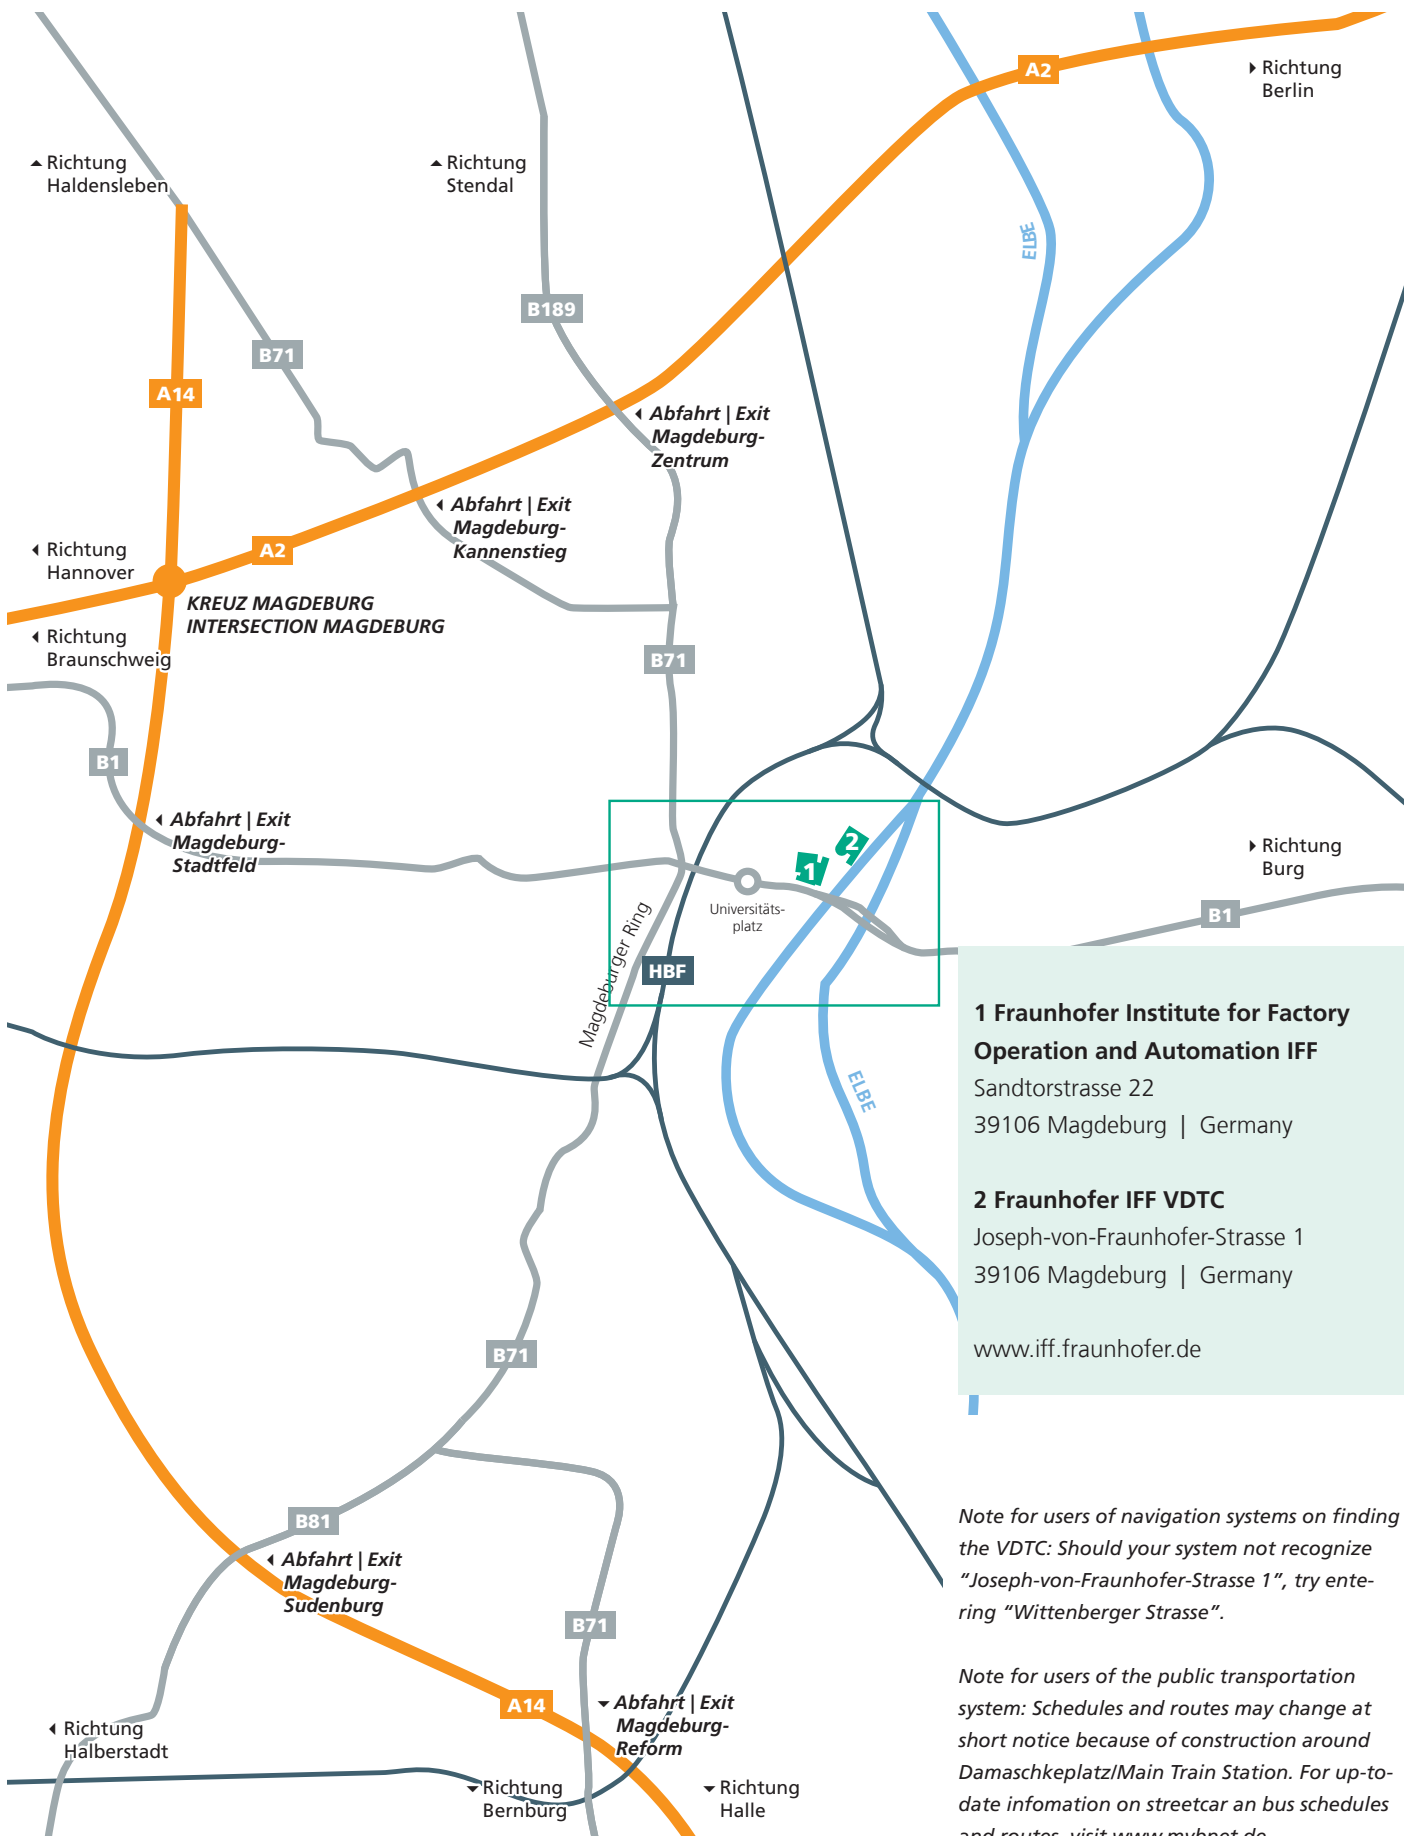 A2
Richtung
Berlin
Richtung
Haldensleben
Richtung
Stendal
ELBE
B189
B71
A14
Abfahrt | Exit
Magdeburg-
Zentrum
Abfahrt | Exit
Magdeburg-
Kannenstieg
Richtung
Hannover
A2
KREUZ MAGDEBURG
INTERSECTION MAGDEBURG
Richtung
Braunschweig
B71
B1
Abfahrt | Exit
Magdeburg-
Stadtfeld
2
1
Richtung
Burg
Universitäts-
platz
B1
Magdeburger Ring
HBF
ELBE
1 Fraunhofer Institute for Factory
Operation and Automation IFF
Sandtorstrasse 22
39106 Magdeburg | Germany
2 Fraunhofer IFF VDTC
Joseph-von-Fraunhofer-Strasse 1
39106 Magdeburg | Germany
www.iff.fraunhofer.de
B71
B81
Abfahrt | Exit
Magdeburg-
Sudenburg
B71
A14
Abfahrt | Exit
Magdeburg-
Reform
Richtung
Halberstadt
Richtung
Bernburg
Richtung
Halle
Note for users of navigation systems on finding
the VDTC: Should your system not recognize
“Joseph-von-Fraunhofer-Strasse 1”, try ente-
ring “Wittenberger Strasse”.
Note for users of the public transportation
system: Schedules and routes may change at
short notice because of construction around
Damaschkeplatz/Main Train Station. For up-to-
date infomation on streetcar an bus schedules
and routes, visit www.mvbnet.de